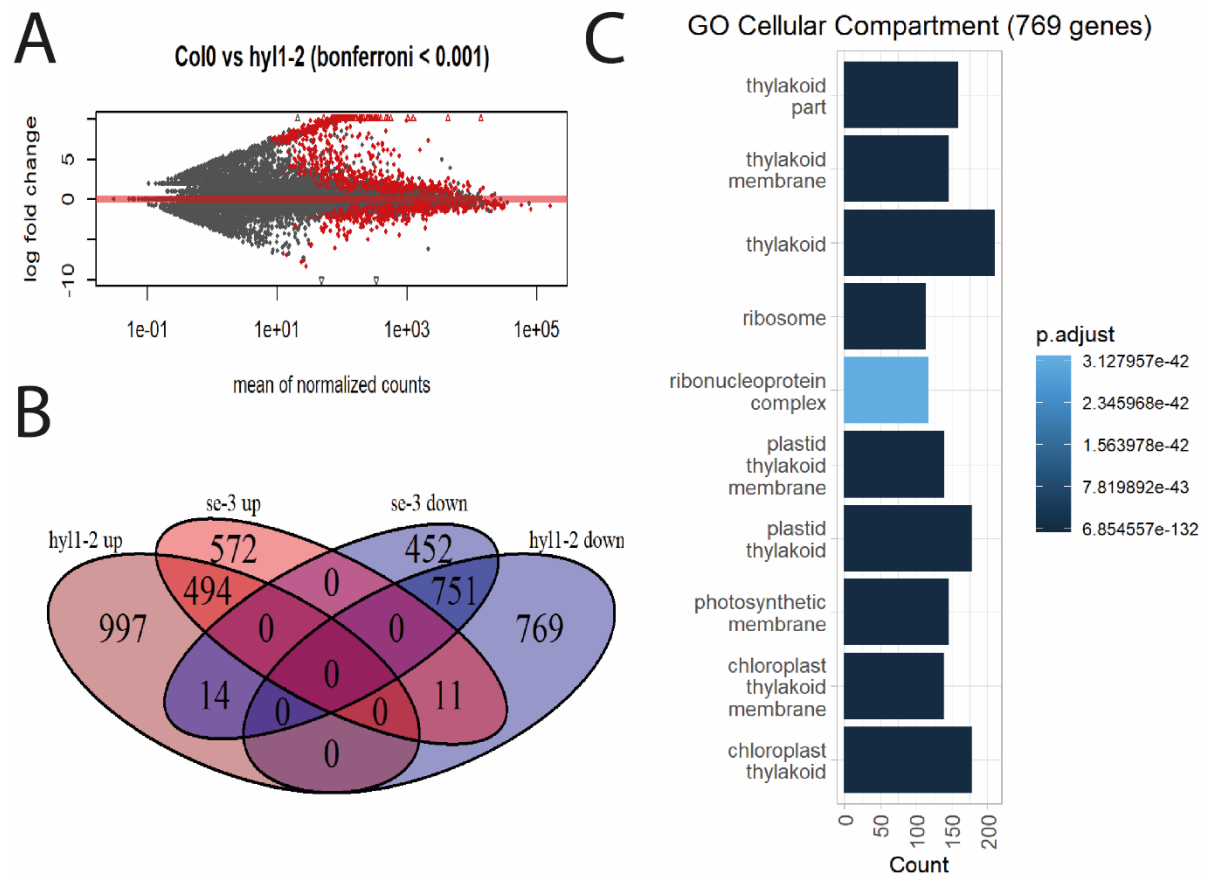 A
Col0 vs hyl1-2 (bonferroni < 0.001)
log fold change
5
0
-10
1e-01
1e+01
1e+03
1e+05
mean of normalized counts
B
hyl1-2 up
se-3 up
se-3 down
hyl1-2 down
572
452
494
0
751
997
0
0
769
14
0
11
0
0
0
C
GO Cellular Compartment (769 genes)
thylakoid
part
thylakoid
membrane
thylakoid
ribosome
ribonucleoprotein
complex
plastid
thylakoid
membrane
plastid
thylakoid
photosynthetic
membrane
chloroplast
thylakoid
membrane
chloroplast
thylakoid
0
50
100
150
200
Count
p.adjust
3.127957e-42
2.345968e-42
1.563978e-42
7.819892e-43
6.854557e-132